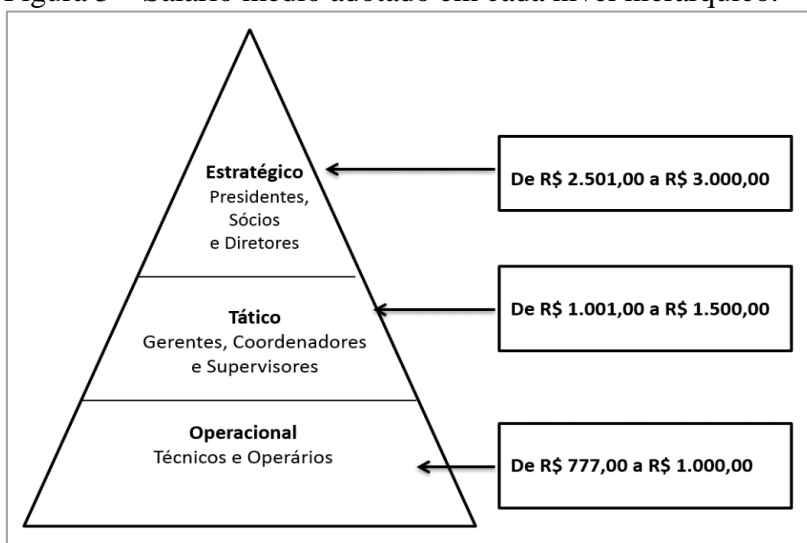 Figura 3 – Salário médio adotado em cada nível hierárquico.
Estratégico
Presidentes,
Sócios
e Diretores
De R$ 2.501,00 a R$ 3.000,00
Tático
Gerentes, Coordenadores
e Supervisores
De R$ 1.001,00 a R$ 1.500,00
Operacional
Técnicos e Operários
De R$ 777,00 a R$ 1.000,00